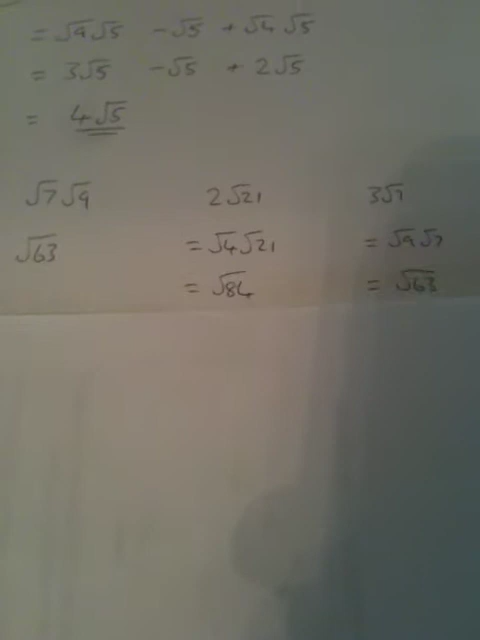 = √9√5 - √5 + √4√5
= 3√5 - √5 + 2√5
= 4√5
√7√9 2√21 3√7
√63 = √4√21 = √9√7
= √84 = √63